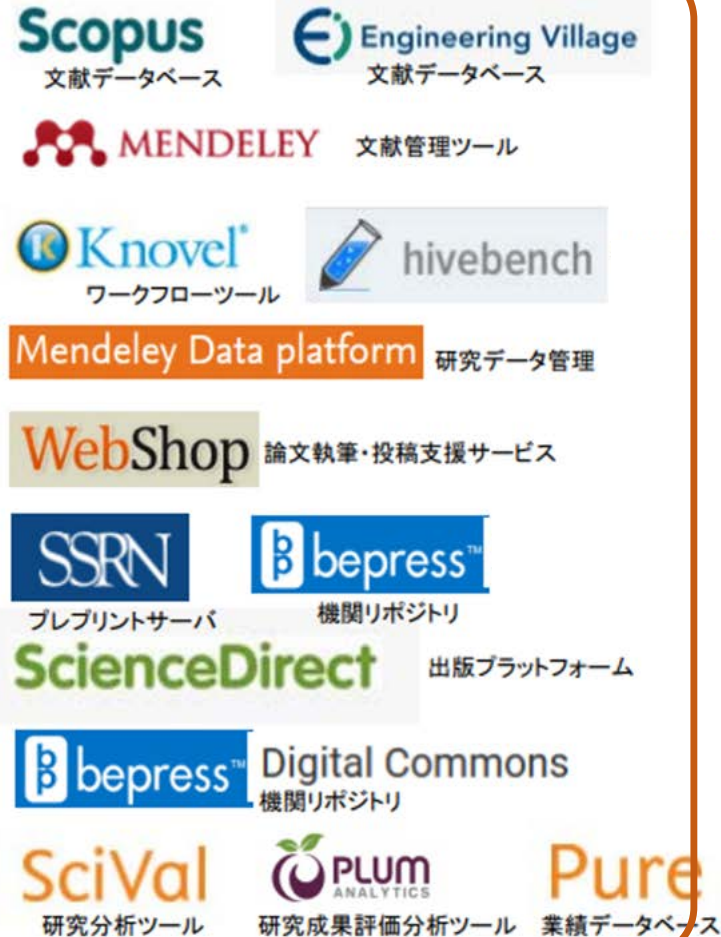 Scopus
Engineering Village
文献データベース
文献データベース
MENDELEY
文献管理ツール
Knovel®
hivebench
ワークフローツール
Mendeley Data platform
研究データ管理
WebShop
論文執筆・投稿支援サービス
SSRN
bp bepress™
プレプリントサーバ
機関リポジトリ
ScienceDirect
出版プラットフォーム
bp bepress™ Digital Commons
機関リポジトリ
SciVal
PLUM
ANALYTICS
Pure
研究分析ツール
研究成果評価分析ツール
業績データベース